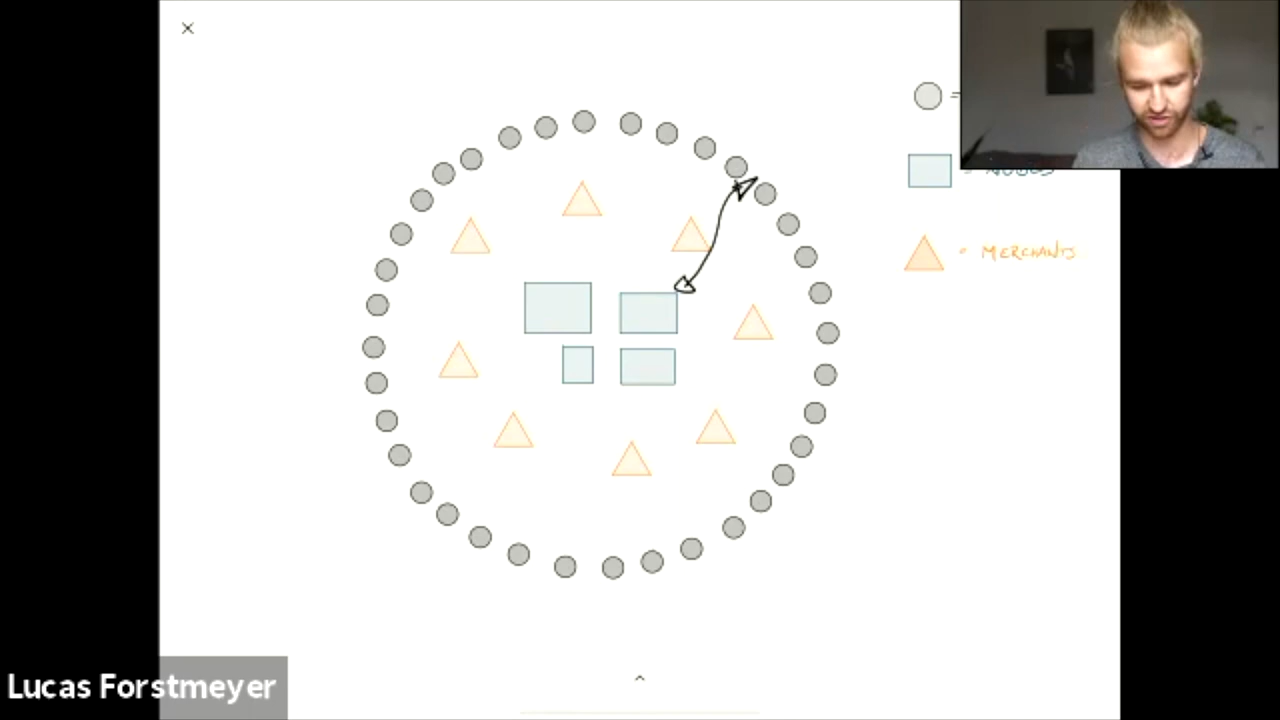 =
= MERCHANTS
Lucas Forstmeyer